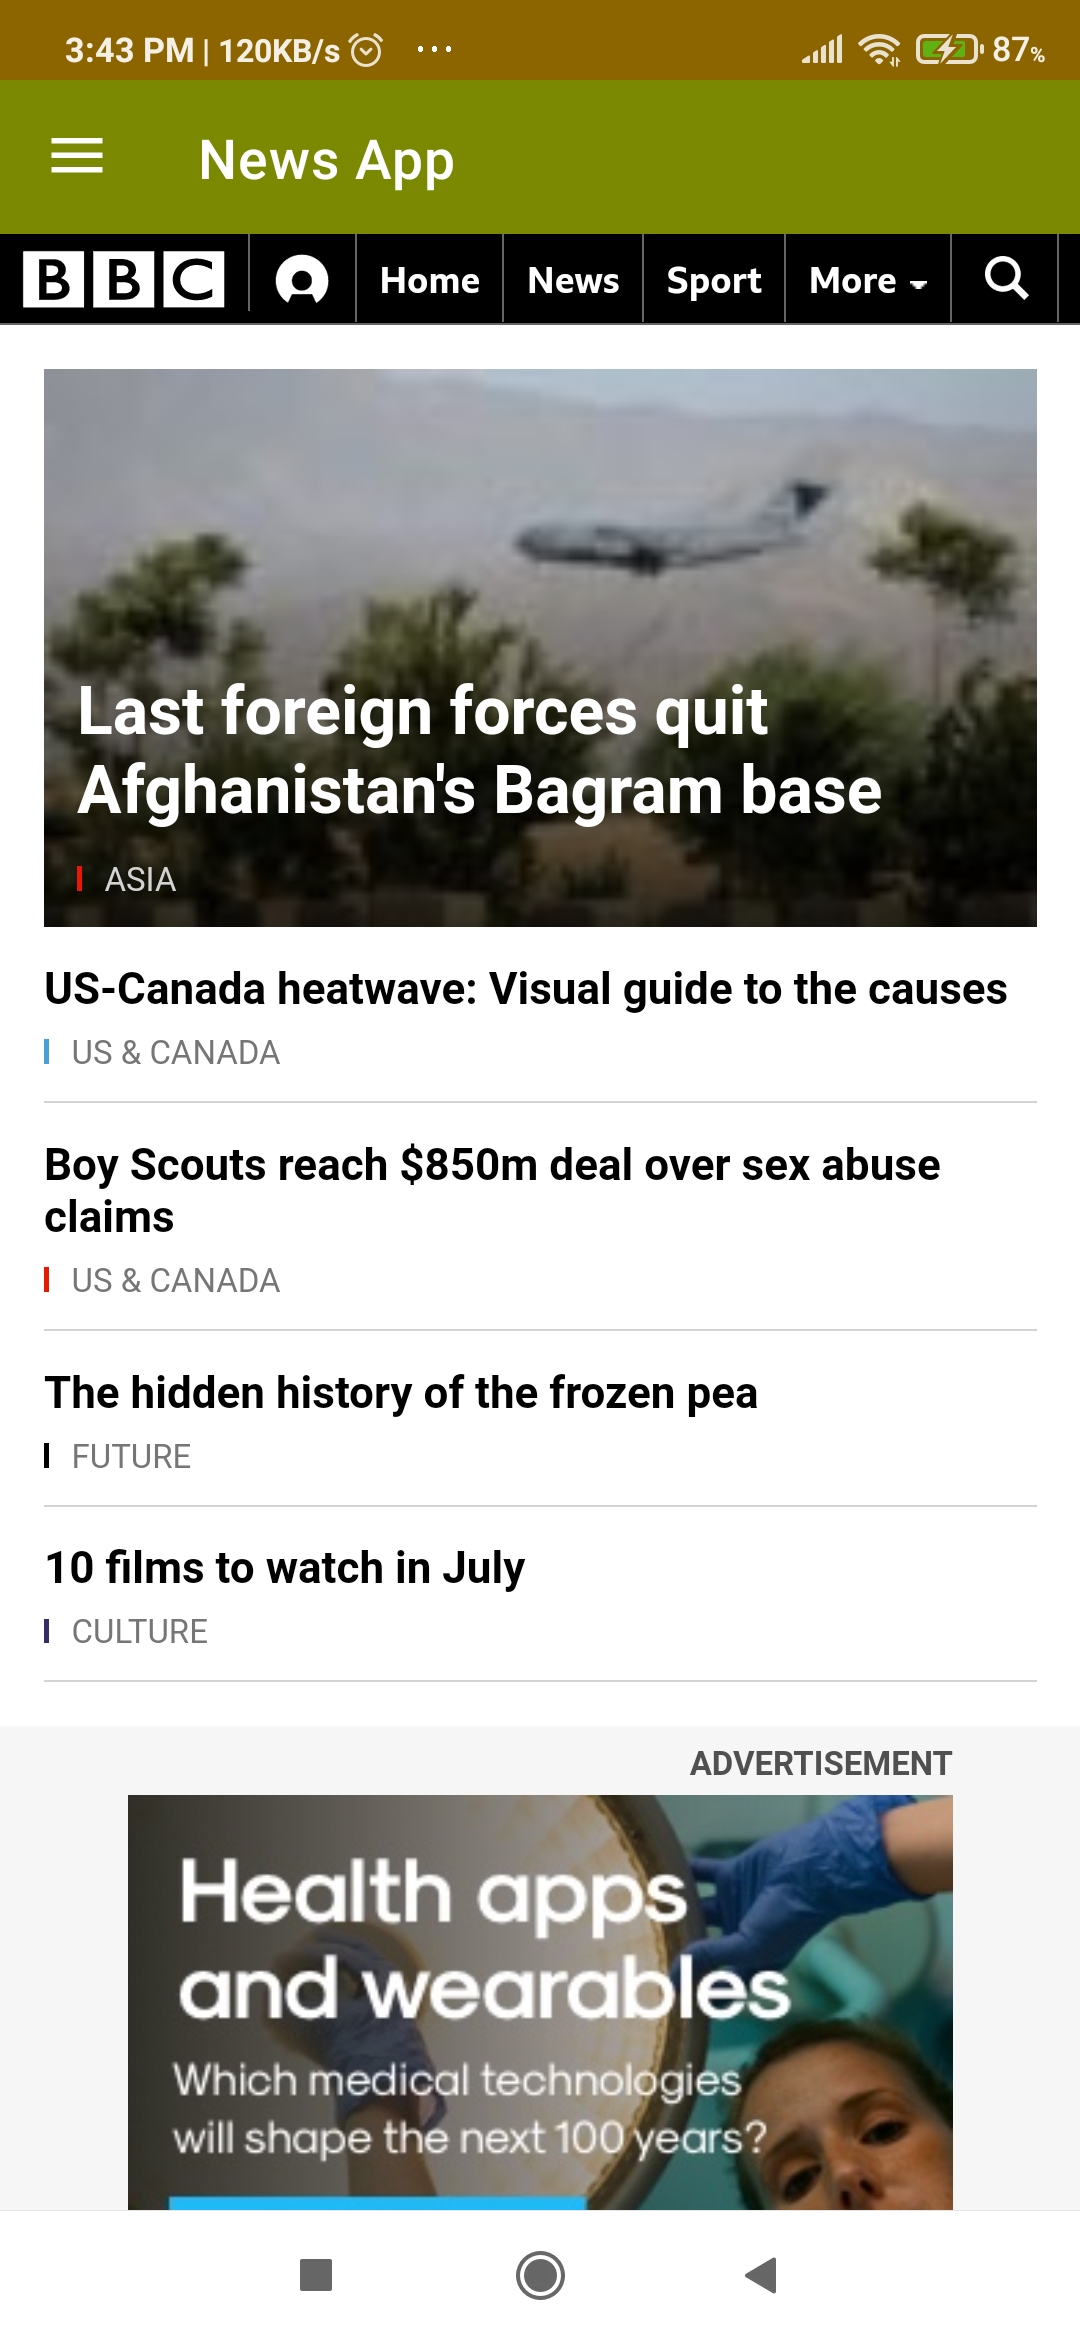 3:43 PM | 120KB/s ... 87%
News App
BBC Home News Sport More
Last foreign forces quit
Afghanistan's Bagram base
ASIA
US-Canada heatwave: Visual guide to the causes
US & CANADA
Boy Scouts reach $850m deal over sex abuse
claims
US & CANADA
The hidden history of the frozen pea
FUTURE
10 films to watch in July
CULTURE
ADVERTISEMENT
Health apps
and wearables
Which medical technologies
will shape the next 100 years?